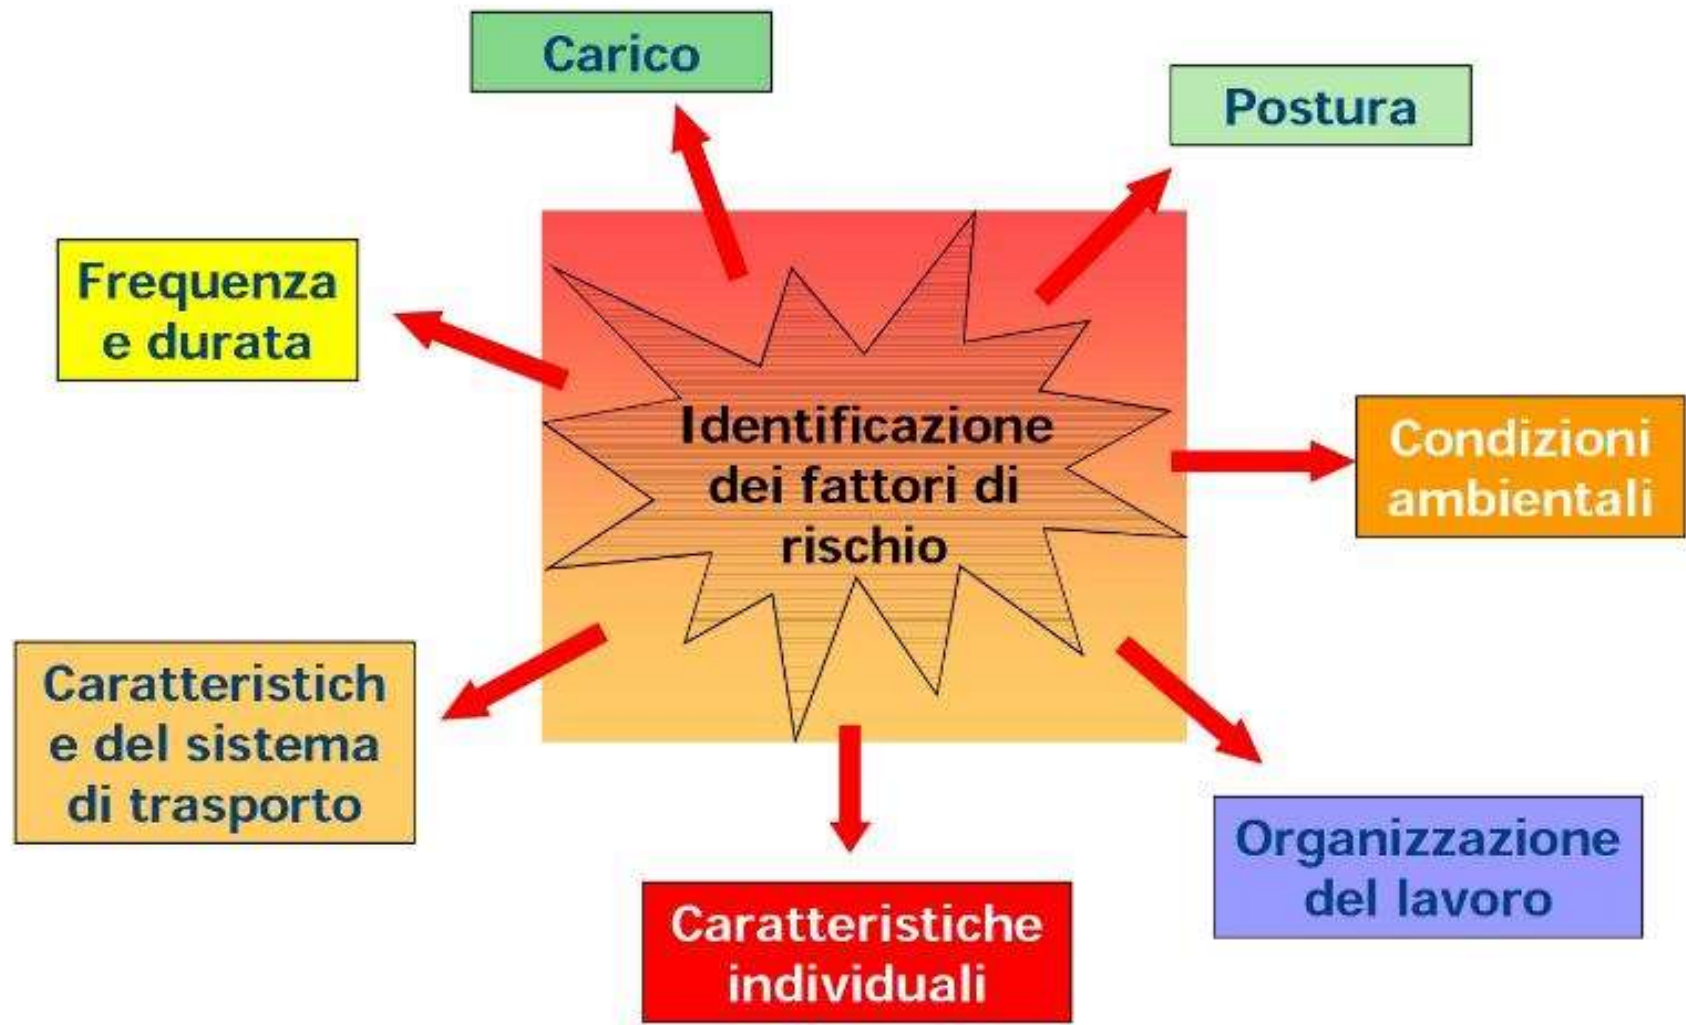 Carico
Postura
Frequenza
e durata
Identificazione
dei fattori di
rischio
Condizioni
ambientali
Caratteristich
e del sistema
di trasporto
Organizzazione
del lavoro
Caratteristiche
individuali